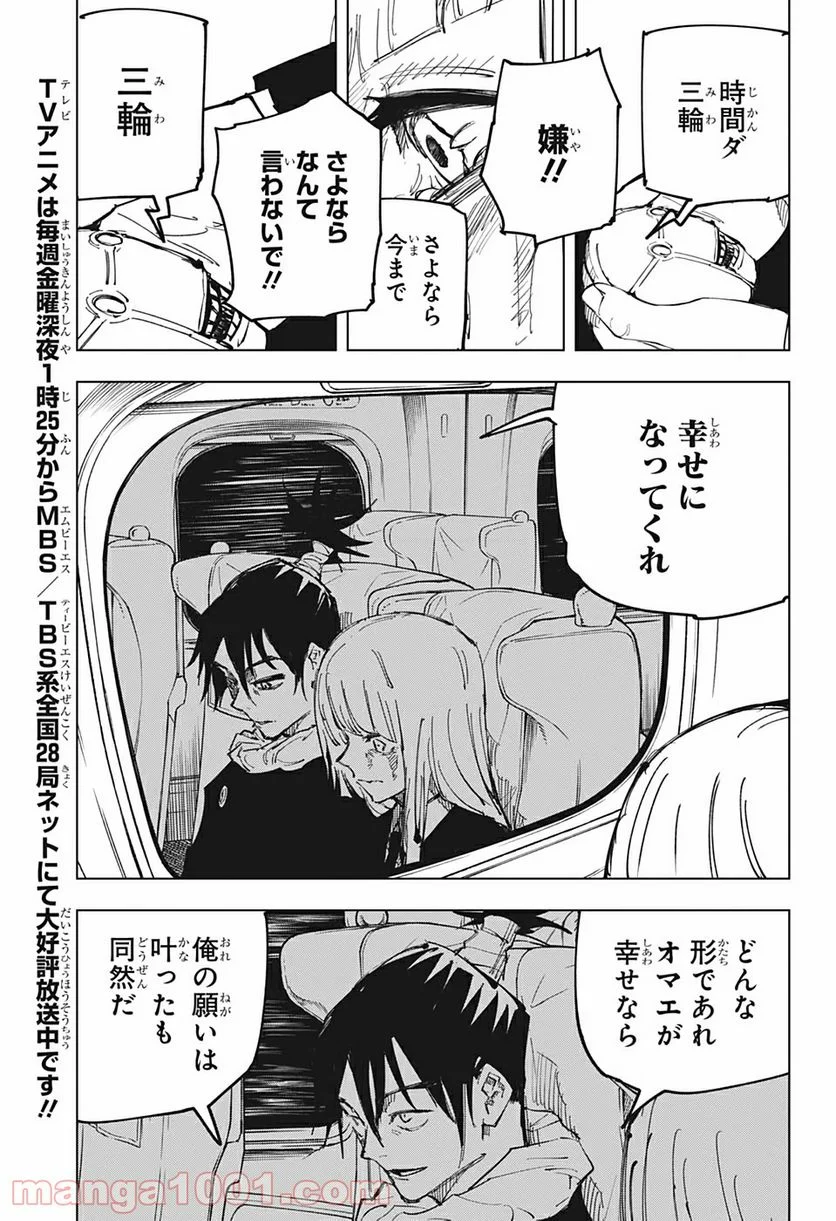 時間ダ
三輪
嫌!!
さよなら
今まで
さよなら
なんて
言わないで!!
三輪
幸せに
なってくれ
どんな
形であれ
オマエが
幸せなら
俺の願いは
叶ったも
同然だ
TVアニメは毎週金曜深夜1時25分からMBS/TBS系全国28局ネットにて大好評放送中です!!
manga1001.com